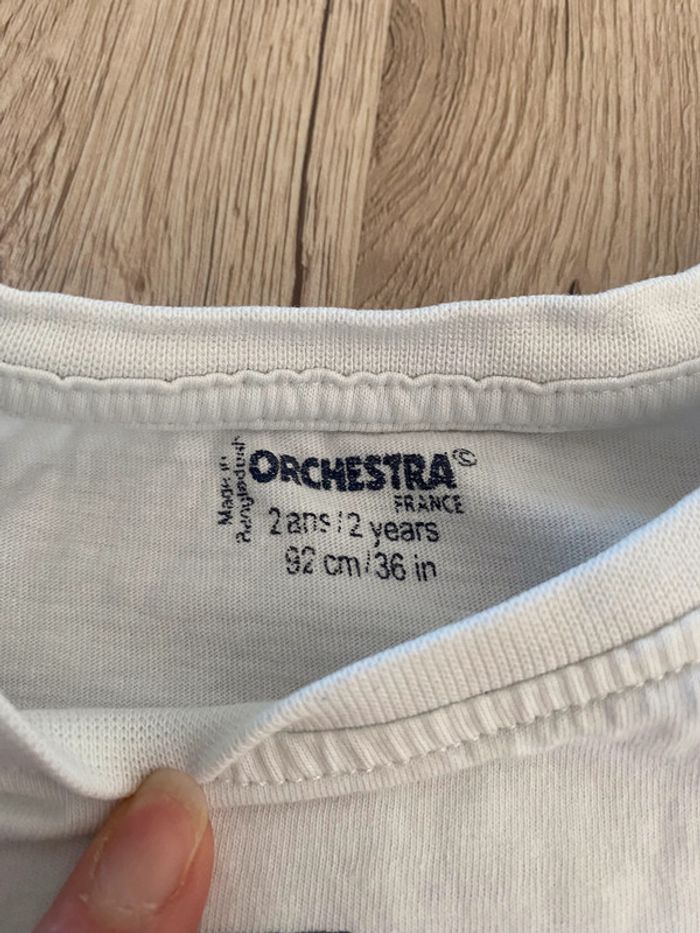 Made in
Bangladesh
ORCHESTRA©
FRANCE
2 ans / 2 years
92 cm / 36 in